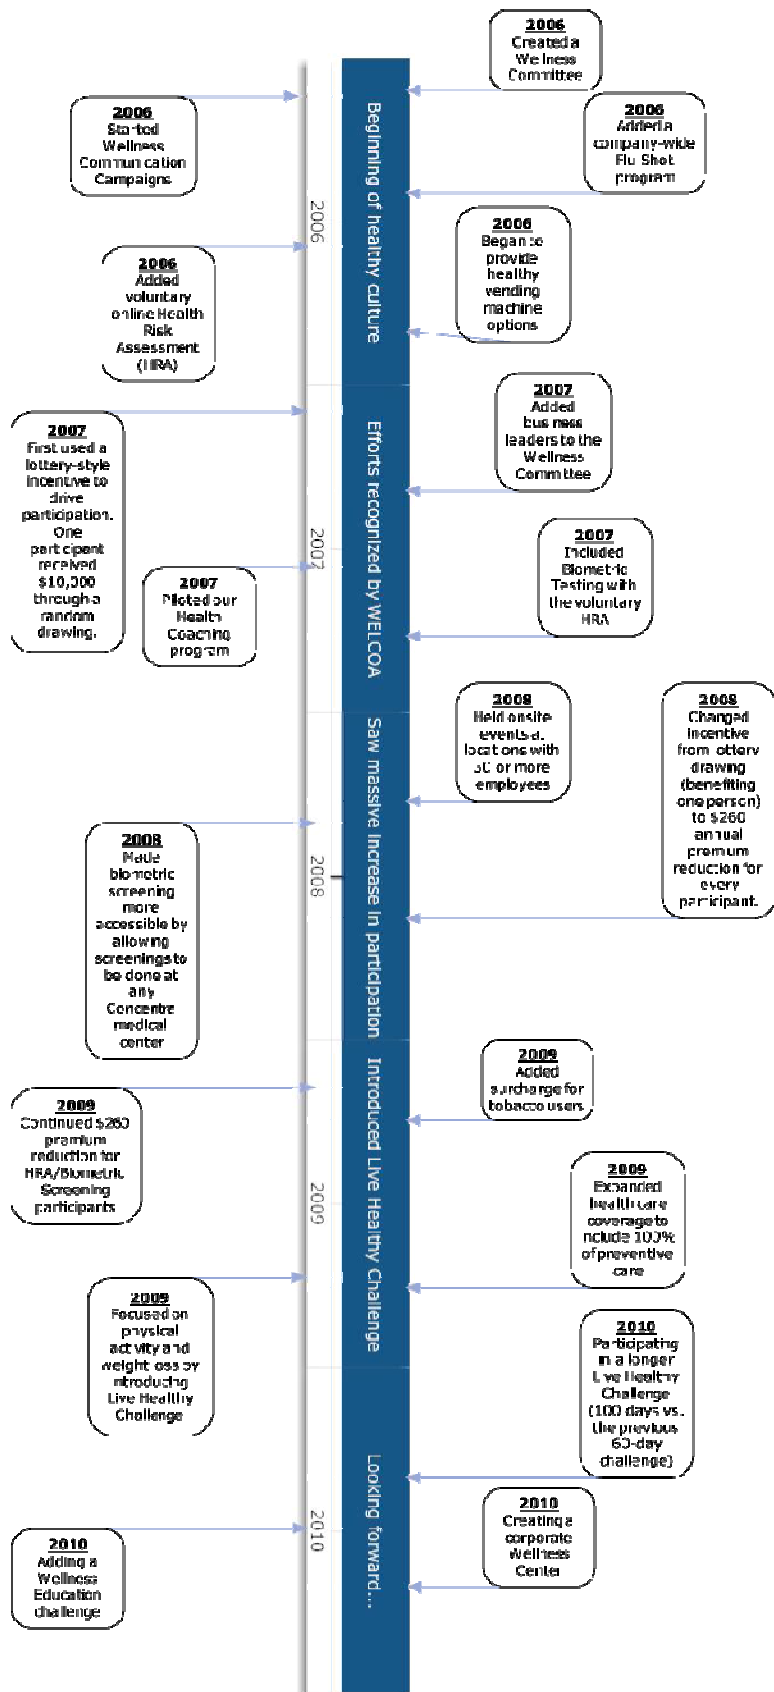 2006
Created a
Wellness
Committee
2006
Started
Wellness
Communication
Campaigns
2006
Added a
company-wide
Flu Shot
program
2006
Began to
provide
healthy
vending
machine
options
2006
Added
voluntary
online Health
Risk
Assessment
(HRA)
Beginning of healthy culture
2006
2007
Added
business
leaders to the
Wellness
Committee
2007
First used a
lottery-style
incentive to
drive
participation.
One
participant
received
$10,000
through a
random
drawing.
2007
Included
Biometric
Testing with
the voluntary
HRA
2007
Piloted our
Health
Coaching
program
Efforts recognized by WELCOA
2007
2008
Held onsite
events at
locations with
50 or more
employees
2008
Changed
incentive
from lottery
drawing
(benefiting
one person)
to $260
annual
premium
reduction for
every
participant.
2008
Made
biometric
screening
more
accessible by
allowing
screenings to
be done at
any
Concentra
medical
center
Saw massive increase in participation
2008
2009
Added
surcharge for
tobacco users
2009
Continued $260
premium
reduction for
HRA/Biometric
Screening
participants
2009
Expanded
healthcare
coverage to
include 100%
of preventive
care
2009
Focused on
physical
activity and
weight loss by
introducing
Live Healthy
Challenge
Introduced Live Healthy Challenge
2009
2010
Participating
in a longer
Live Healthy
Challenge
(100 days vs.
the previous
60-day
challenge)
2010
Creating a
corporate
Wellness
Center
2010
Adding a
Wellness
Education
challenge
Looking forward...
2010